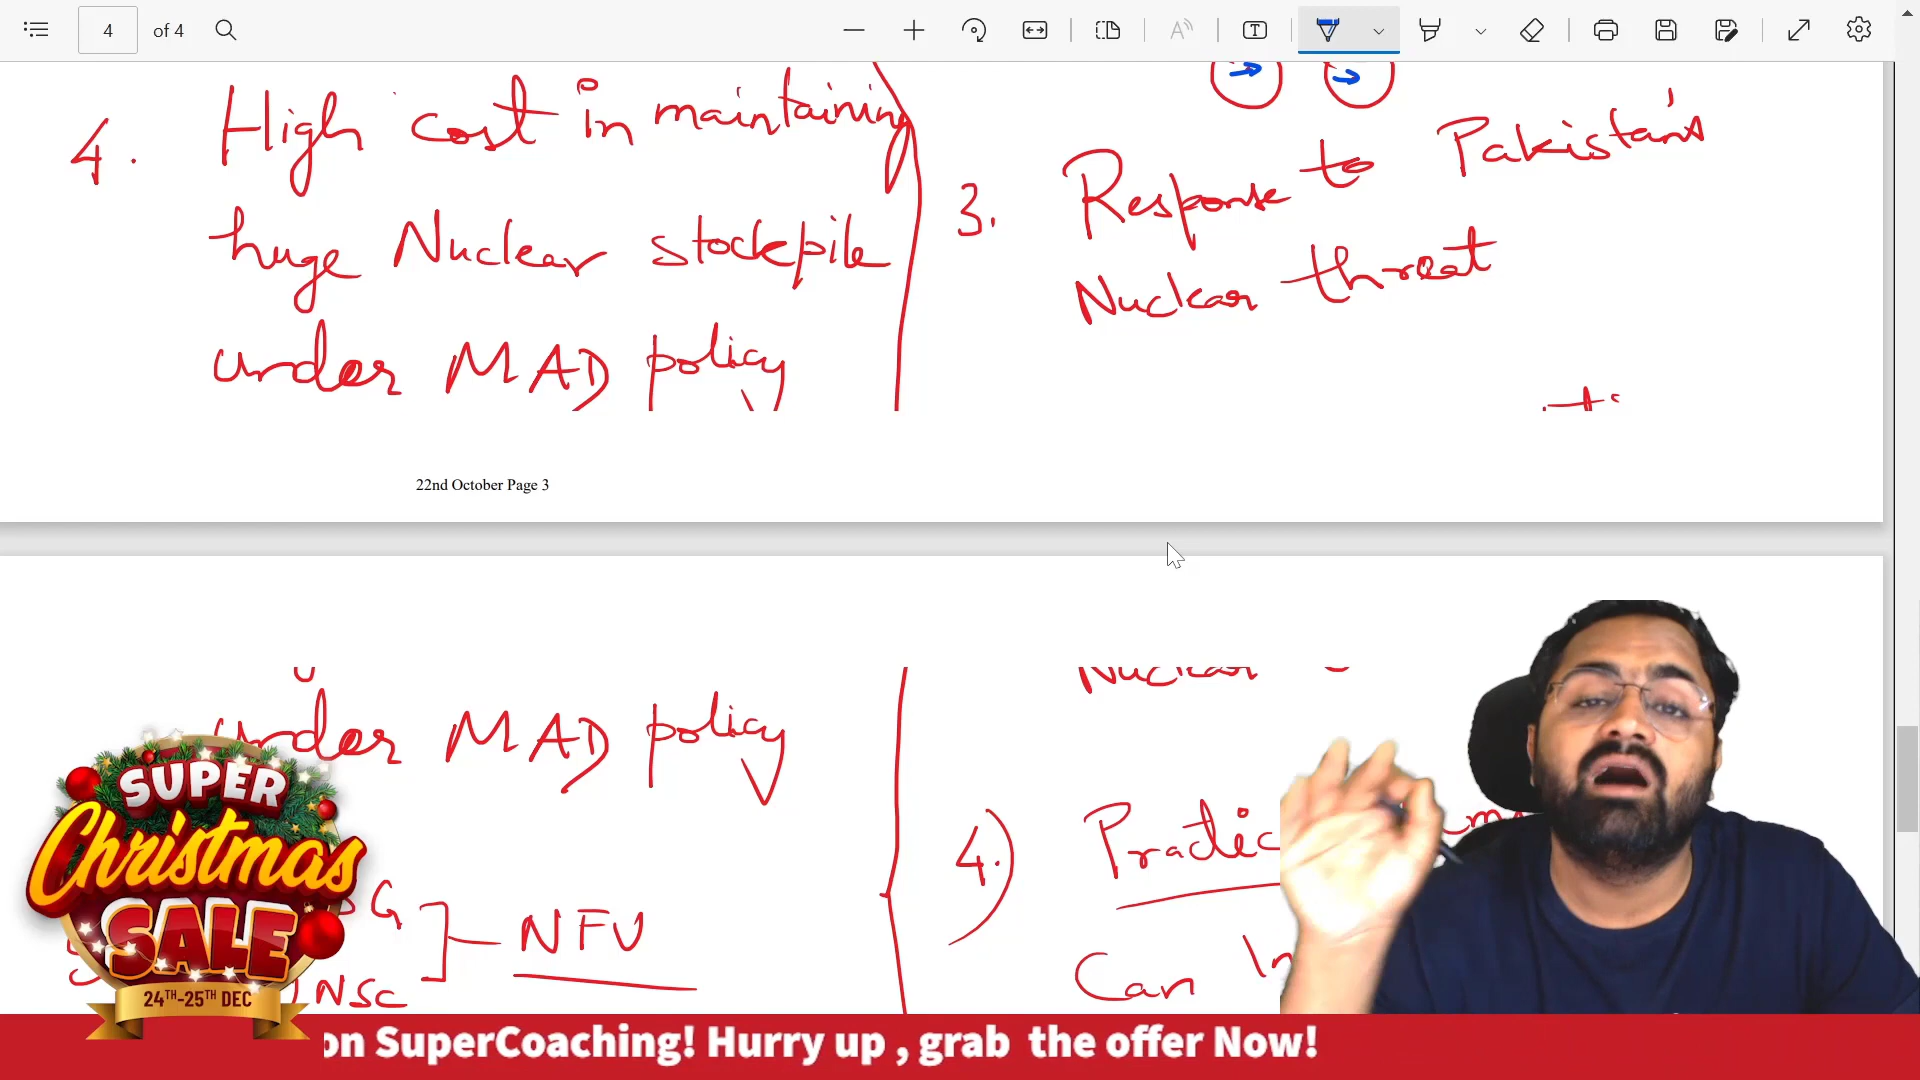 4 of 4
4. High cost in maintaining
huge Nuclear stockpile
under MAD policy
3. Response to Pakistan's
Nuclear threat
22nd October Page 3
under MAD policy
NFU
NSC
Nuclear
4.)
Can
SUPER
Christmas
SALE
24TH-25TH DEC
on SuperCoaching! Hurry up , grab the offer Now!